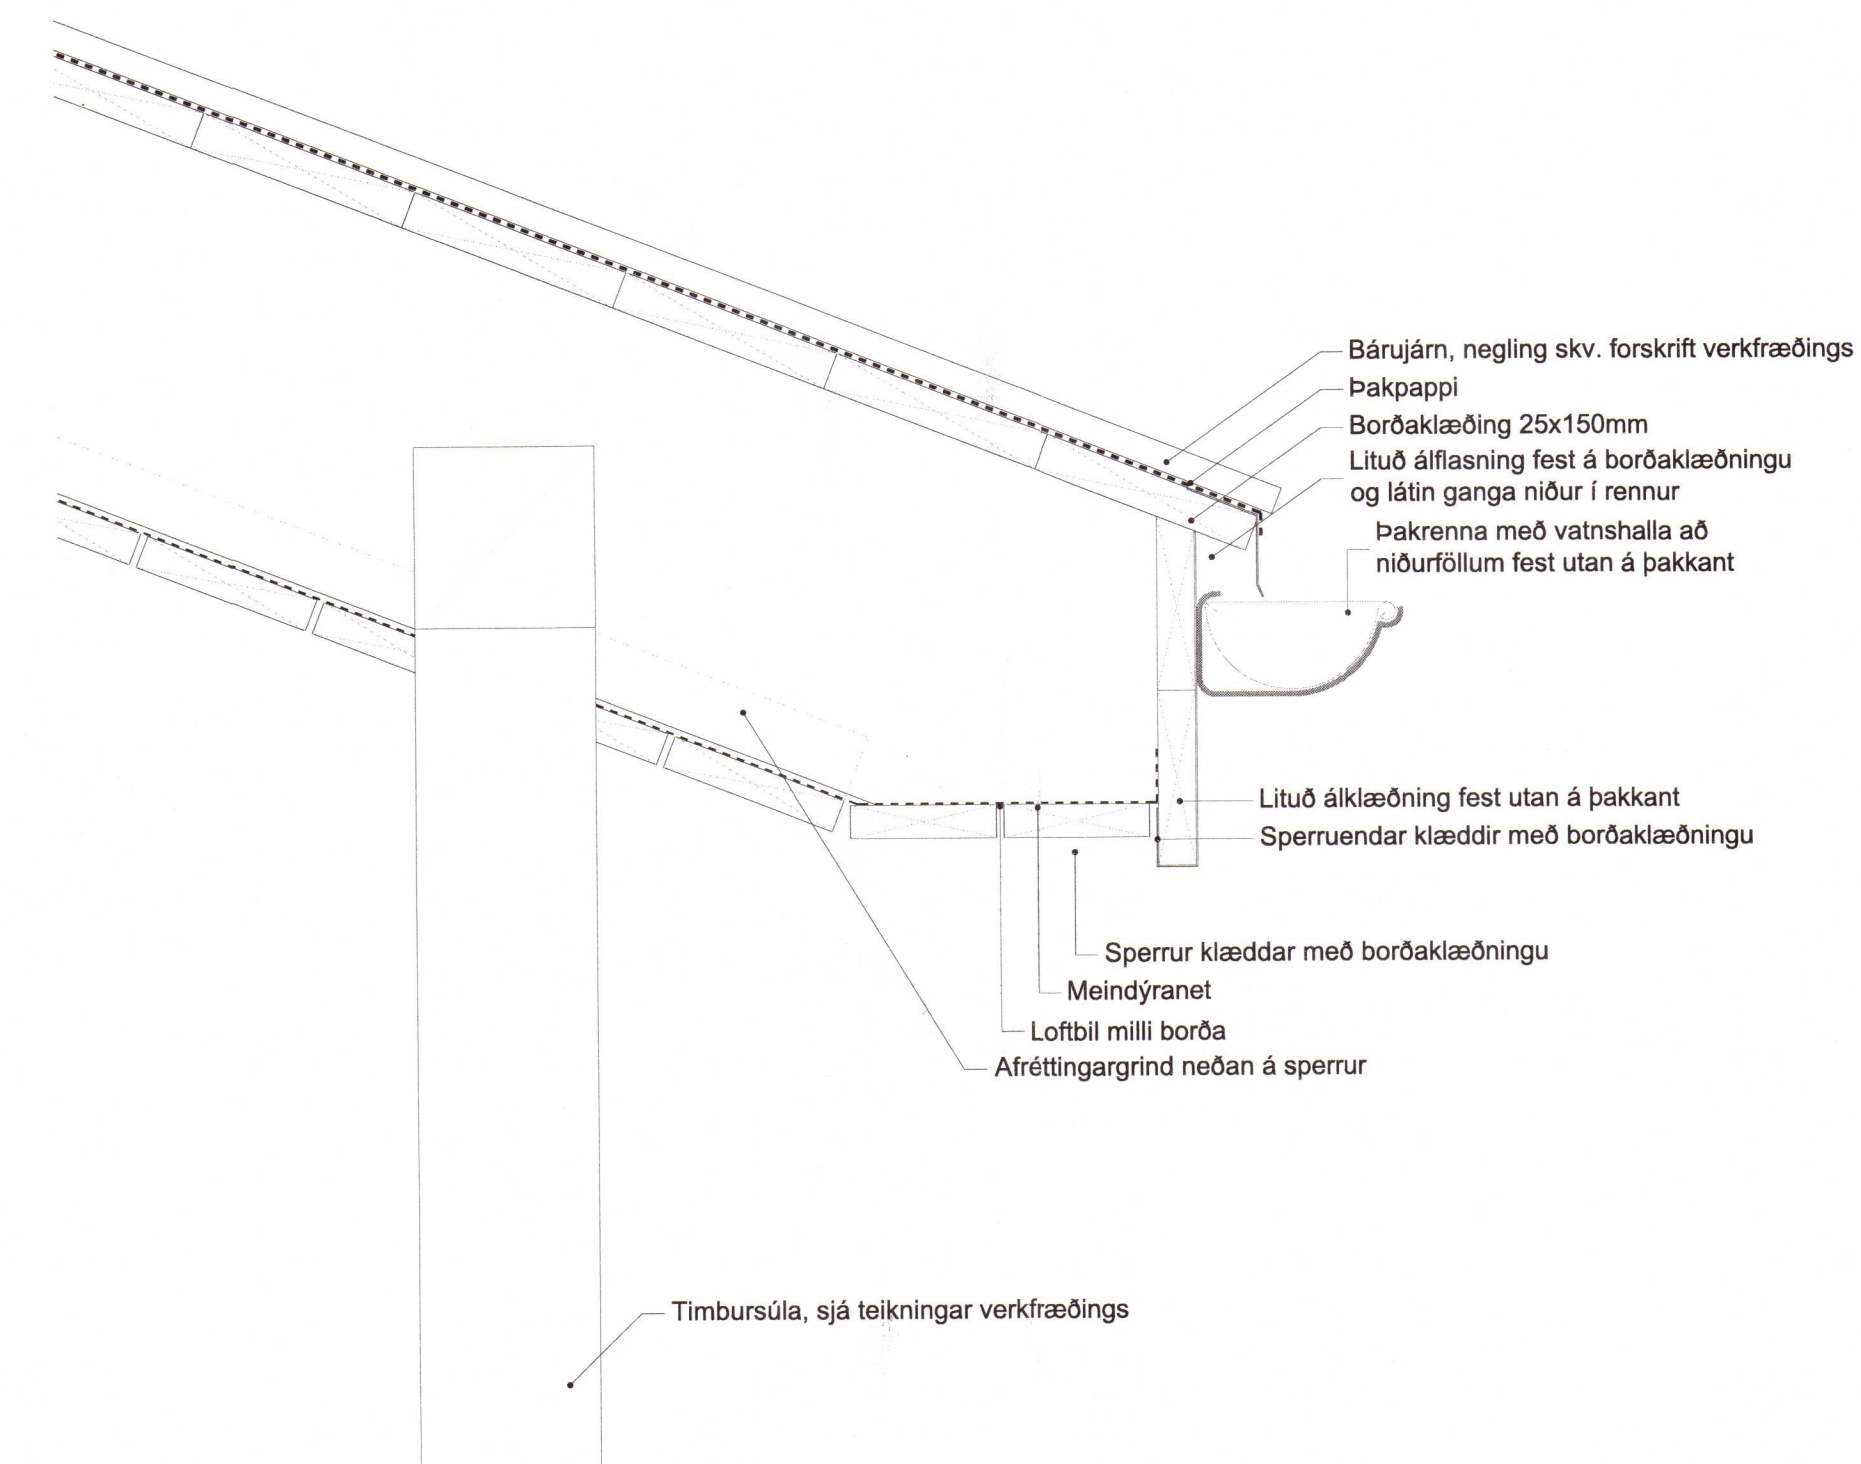 Bárujárn, negling skv. forskrift verkfræðings
Þakpappi
Borðaklæðing 25x150mm
Lituð álflasning fest á borðaklæðningu
og látin ganga niður í rennur
Þakrenna með vatnshalla að
niðurföllum fest utan á þakkant
Lituð álklæðning fest utan á þakkant
Sperruendar klæddir með borðaklæðningu
Sperrur klæddar með borðaklæðningu
Meindýranet
Loftbil milli borða
Afréttingargrind neðan á sperrur
Timbursúla, sjá teikningar verkfræðings